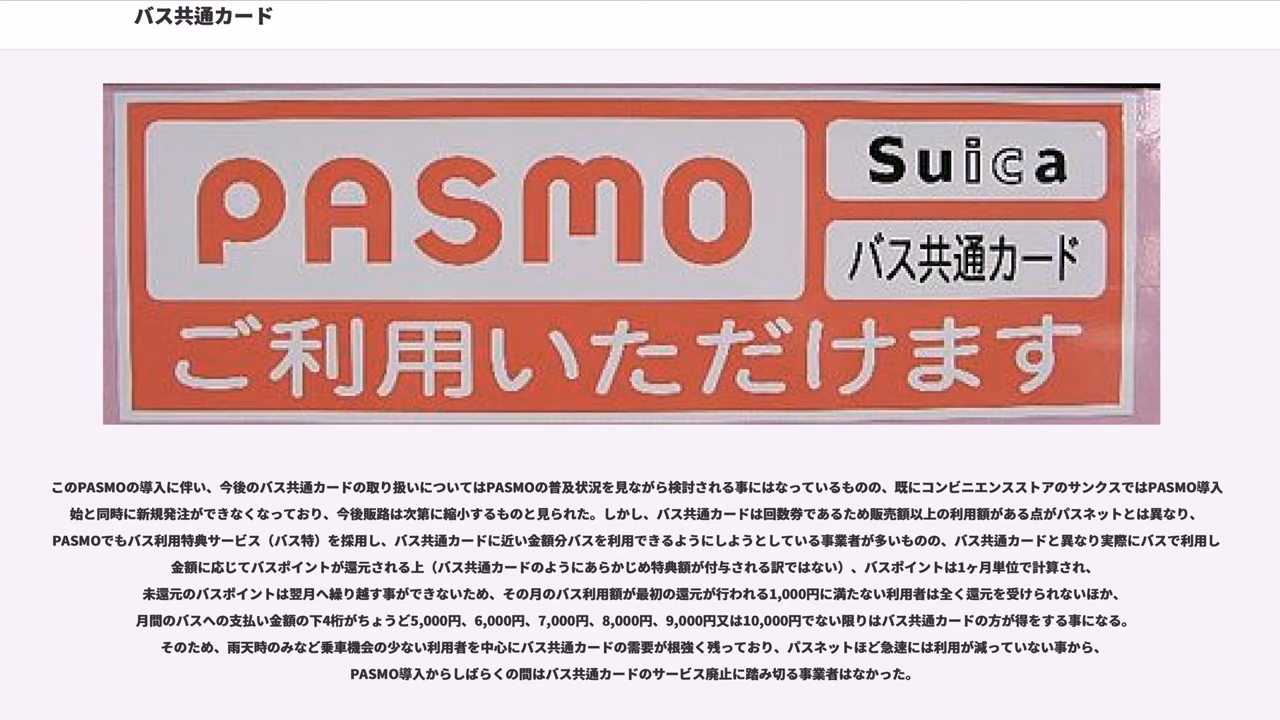 バス共通カード
PASMO
Suica
バス共通カード
ご利用いただけます
このPASMOの導入に伴い、今後のバス共通カードの取り扱いについてはPASMOの普及状況を見ながら検討される事にはなっているものの、既にコンビニエンスストアのサンクスではPASMO導入
始と同時に新規発注ができなくなっており、今後販路は次第に縮小するものと見られた。しかし、バス共通カードは回数券であるため販売額以上の利用額がある点がパスネットとは異なり、
PASMOでもバス利用特典サービス（バス特）を採用し、バス共通カードに近い金額分バスを利用できるようにしようとしている事業者が多いものの、バス共通カードと異なり実際にバスで利用し
金額に応じてバスポイントが還元される上（バス共通カードのようにあらかじめ特典額が付与される訳ではない）、バスポイントは1ヶ月単位で計算され、
未還元のバスポイントは翌月へ繰り越す事ができないため、その月のバス利用額が最初の還元が行われる1,000円に満たない利用者は全く還元を受けられないほか、
月間のバスへの支払い金額の下4桁がちょうど5,000円、6,000円、7,000円、8,000円、9,000円又は10,000円でない限りはバス共通カードの方が得をする事になる。
そのため、雨天時のみなど乗車機会の少ない利用者を中心にバス共通カードの需要が根強く残っており、パスネットほど急速には利用が減っていない事から、
PASMO導入からしばらくの間はバス共通カードのサービス廃止に踏み切る事業者はなかった。